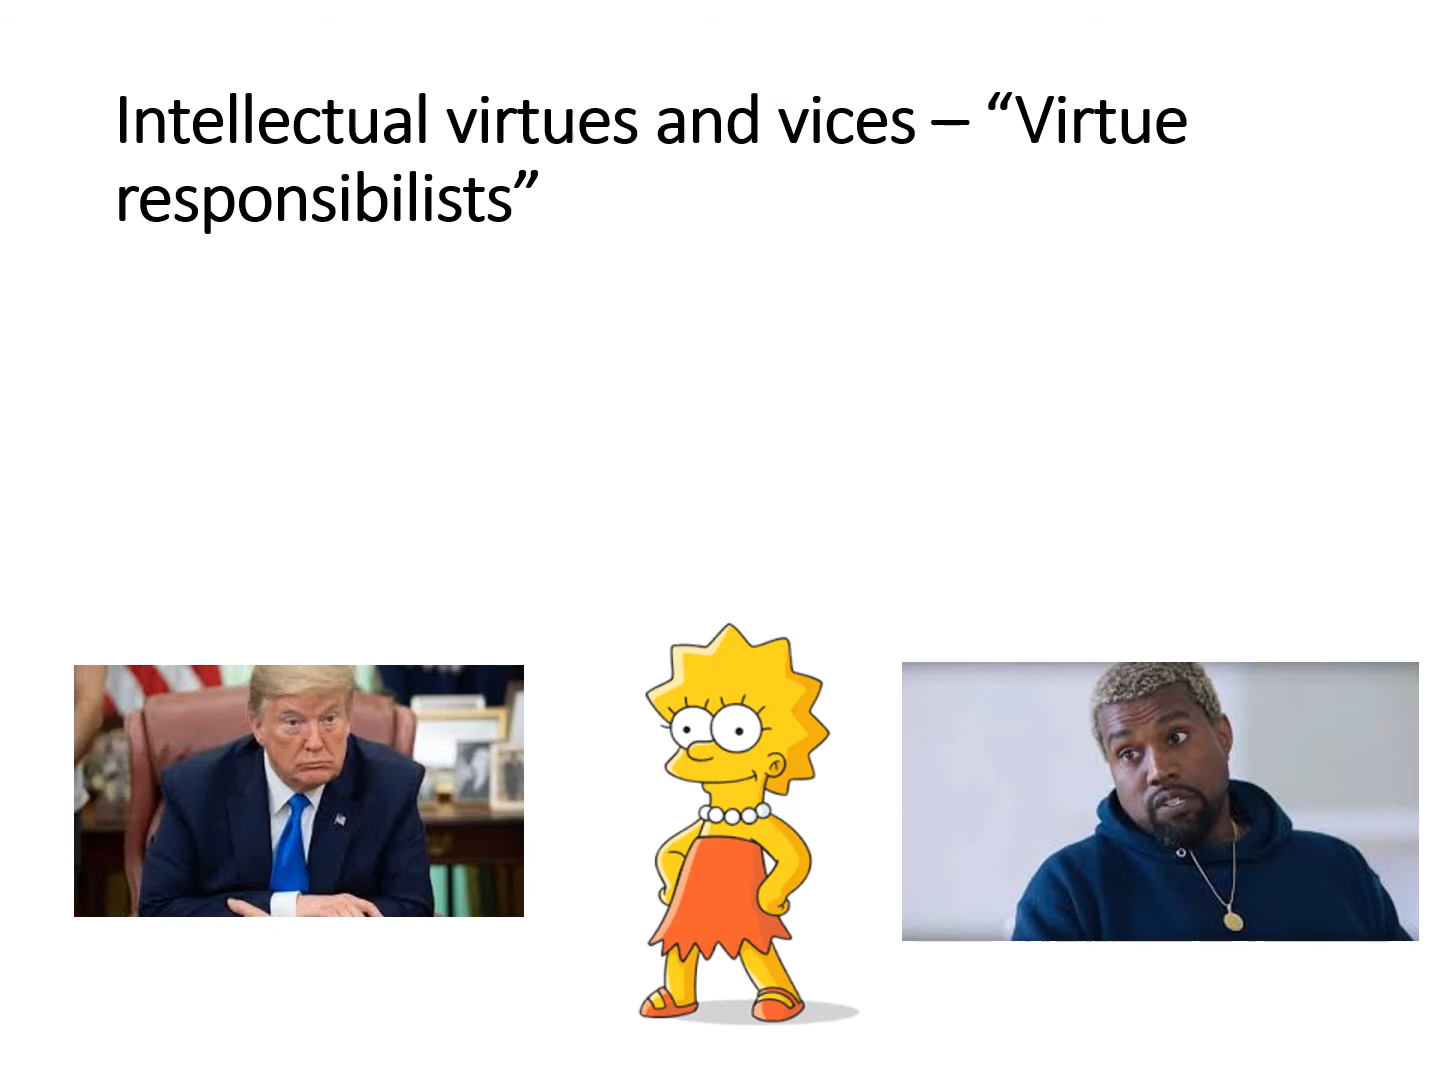 Intellectual virtues and vices – “Virtue
responsibilists”